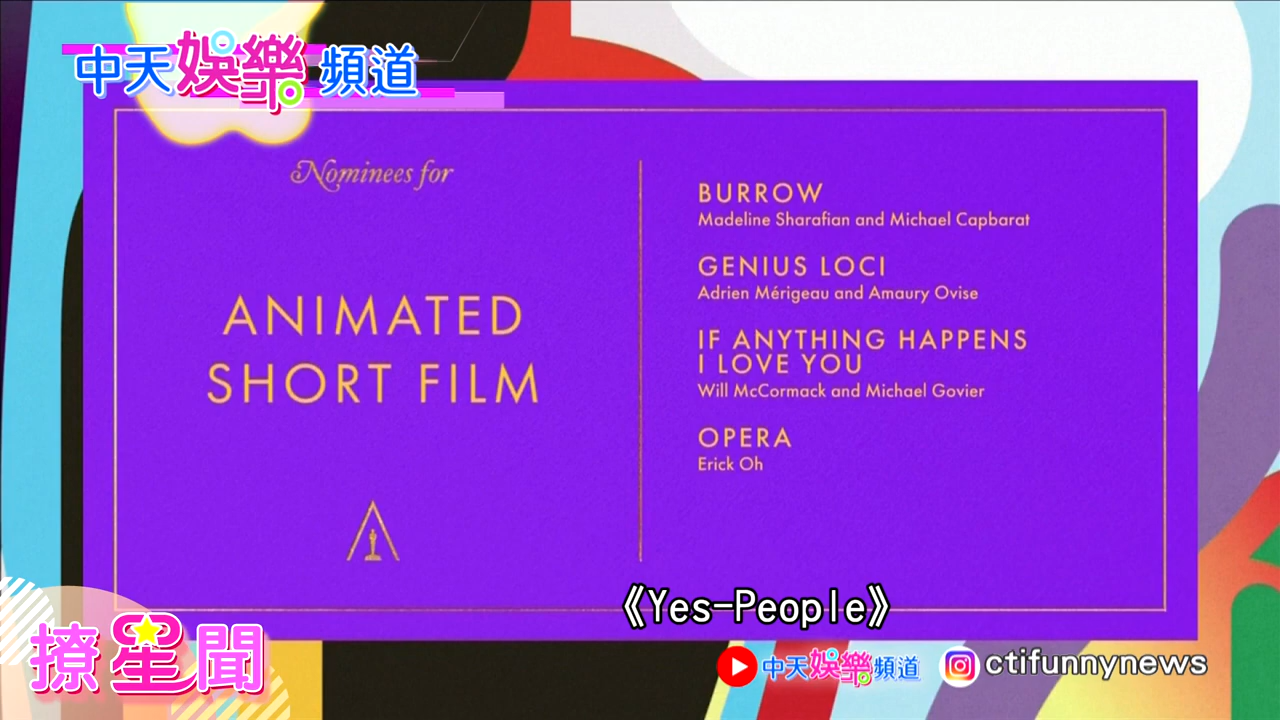 中天娛樂頻道
Nominees for
ANIMATED
SHORT FILM
BURROW
Madeline Sharafian and Michael Capbarat
GENIUS LOCI
Adrien Mérigeau and Amaury Ovise
IF ANYTHING HAPPENS
I LOVE YOU
Will McCormack and Michael Govier
OPERA
Erick Oh
《Yes-People》
撩星聞
中天娛樂頻道
ctifunnynews